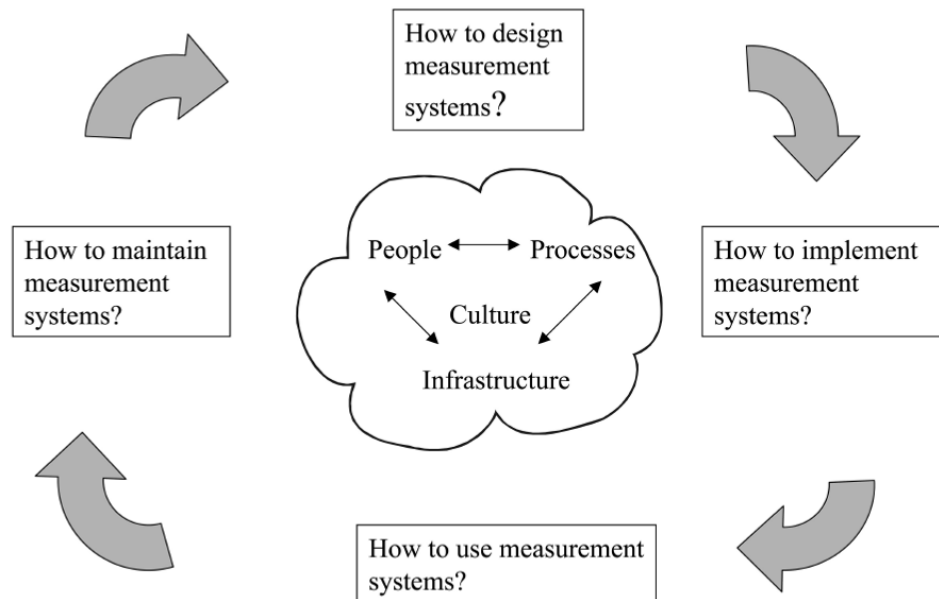 How to design
measurement
systems?
How to maintain
measurement
systems?
People
Processes
Culture
Infrastructure
How to implement
measurement
systems?
How to use measurement
systems?